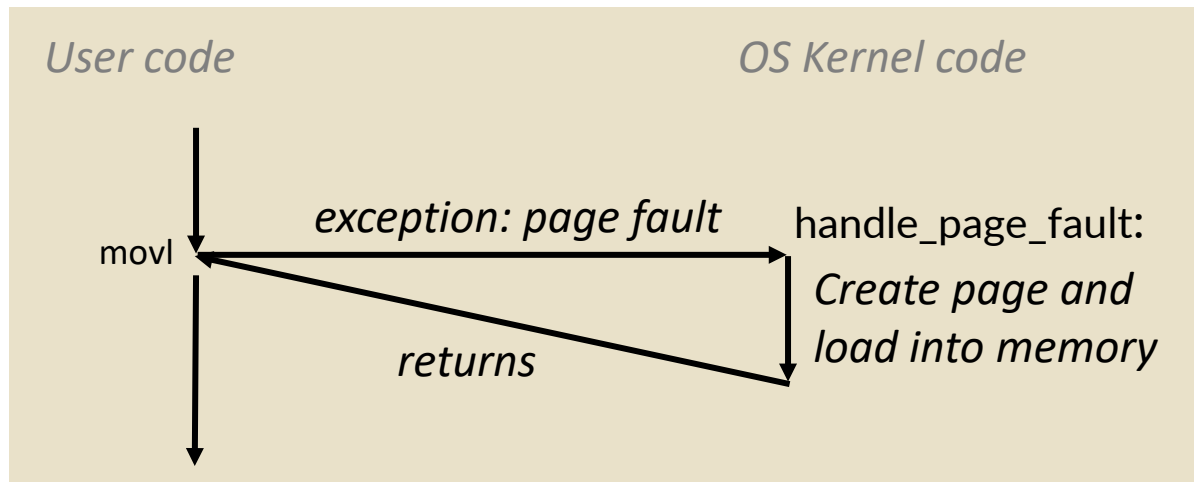 User code
OS Kernel code
exception: page fault
handle_page_fault:
movl
Create page and
load into memory
returns